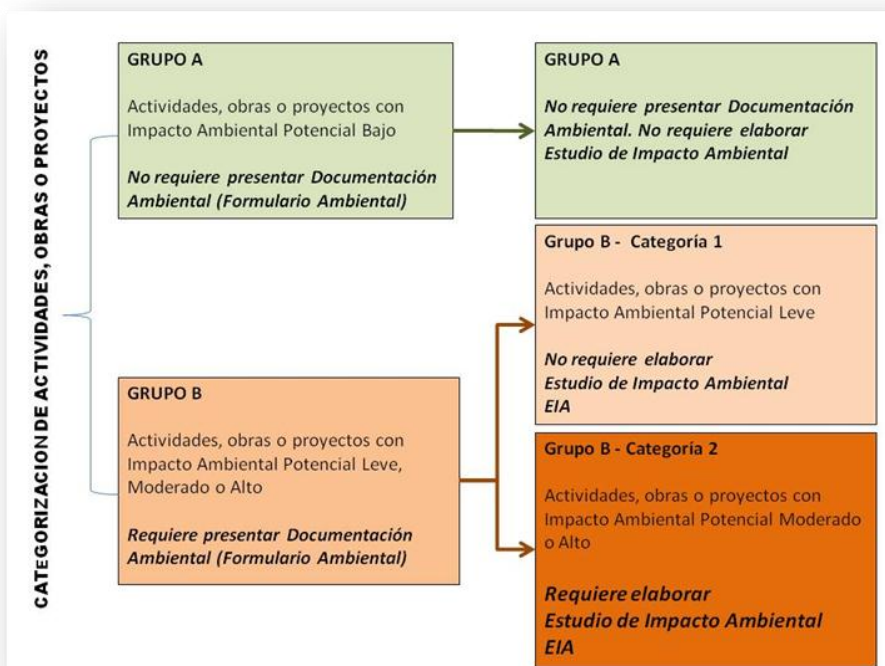 CATEGORIZACION DE ACTIVIDADES, OBRAS O PROYECTOS
GRUPO A
Actividades, obras o proyectos con
Impacto Ambiental Potencial Bajo
No requiere presentar Documentación
Ambiental (Formulario Ambiental)
GRUPO A
No requiere presentar Documentación
Ambiental. No requiere elaborar
Estudio de Impacto Ambiental
GRUPO B
Actividades, obras o proyectos con
Impacto Ambiental Potencial Leve,
Moderado o Alto
Requiere presentar Documentación
Ambiental (Formulario Ambiental)
Grupo B - Categoría 1
Actividades, obras o proyectos con
Impacto Ambiental Potencial Leve
No requiere elaborar
Estudio de Impacto Ambiental
EIA
Grupo B - Categoría 2
Actividades, obras o proyectos con
Impacto Ambiental Potencial Moderado
o Alto
Requiere elaborar
Estudio de Impacto Ambiental
EIA